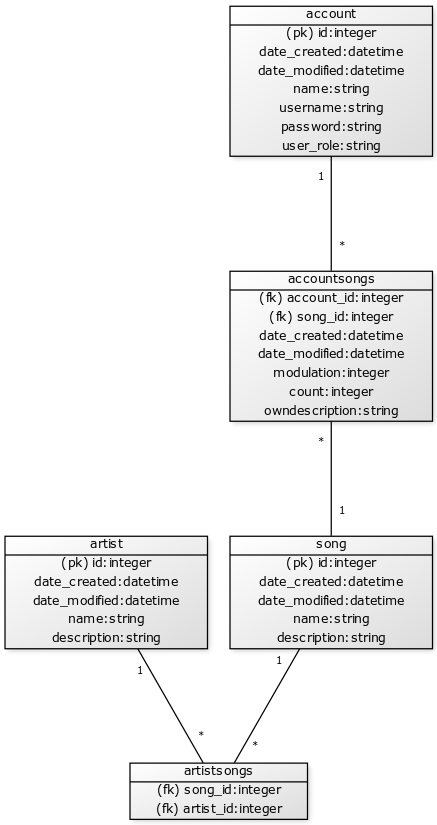 account
(pk) id:integer
date_created:datetime
date_modified:datetime
name:string
username:string
password:string
user_role:string
1
*
accountsongs
(fk) account_id:integer
(fk) song_id:integer
date_created:datetime
date_modified:datetime
modulation:integer
count:integer
owndescription:string
*
1
artist
(pk) id:integer
date_created:datetime
date_modified:datetime
name:string
description:string
song
(pk) id:integer
date_created:datetime
date_modified:datetime
name:string
description:string
1
1
*
*
artistsongs
(fk) song_id:integer
(fk) artist_id:integer